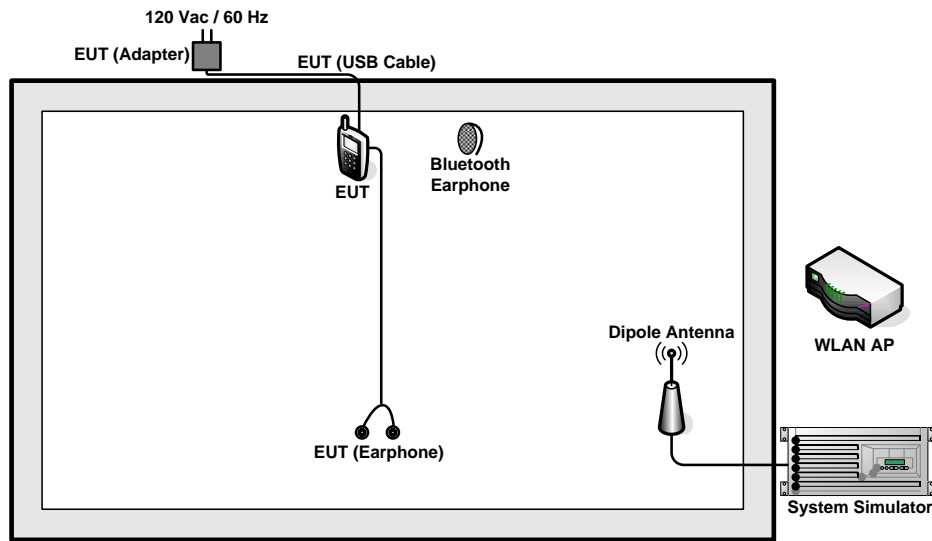 120 Vac / 60 Hz
EUT (Adapter)
EUT (USB Cable)
EUT
Bluetooth
Earphone
Dipole Antenna
WLAN AP
EUT (Earphone)
System Simulator